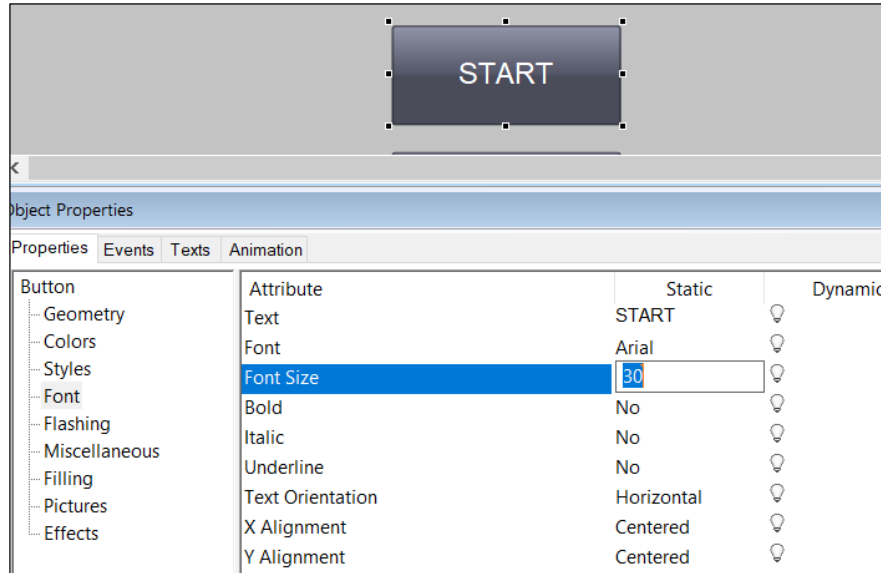 START
Object Properties
Properties Events Texts Animation
Button
Geometry
Colors
Styles
Font
Flashing
Miscellaneous
Filling
Pictures
Effects
Attribute Static Dynamic
Text START
Font Arial
Font Size 30
Bold No
Italic No
Underline No
Text Orientation Horizontal
X Alignment Centered
Y Alignment Centered